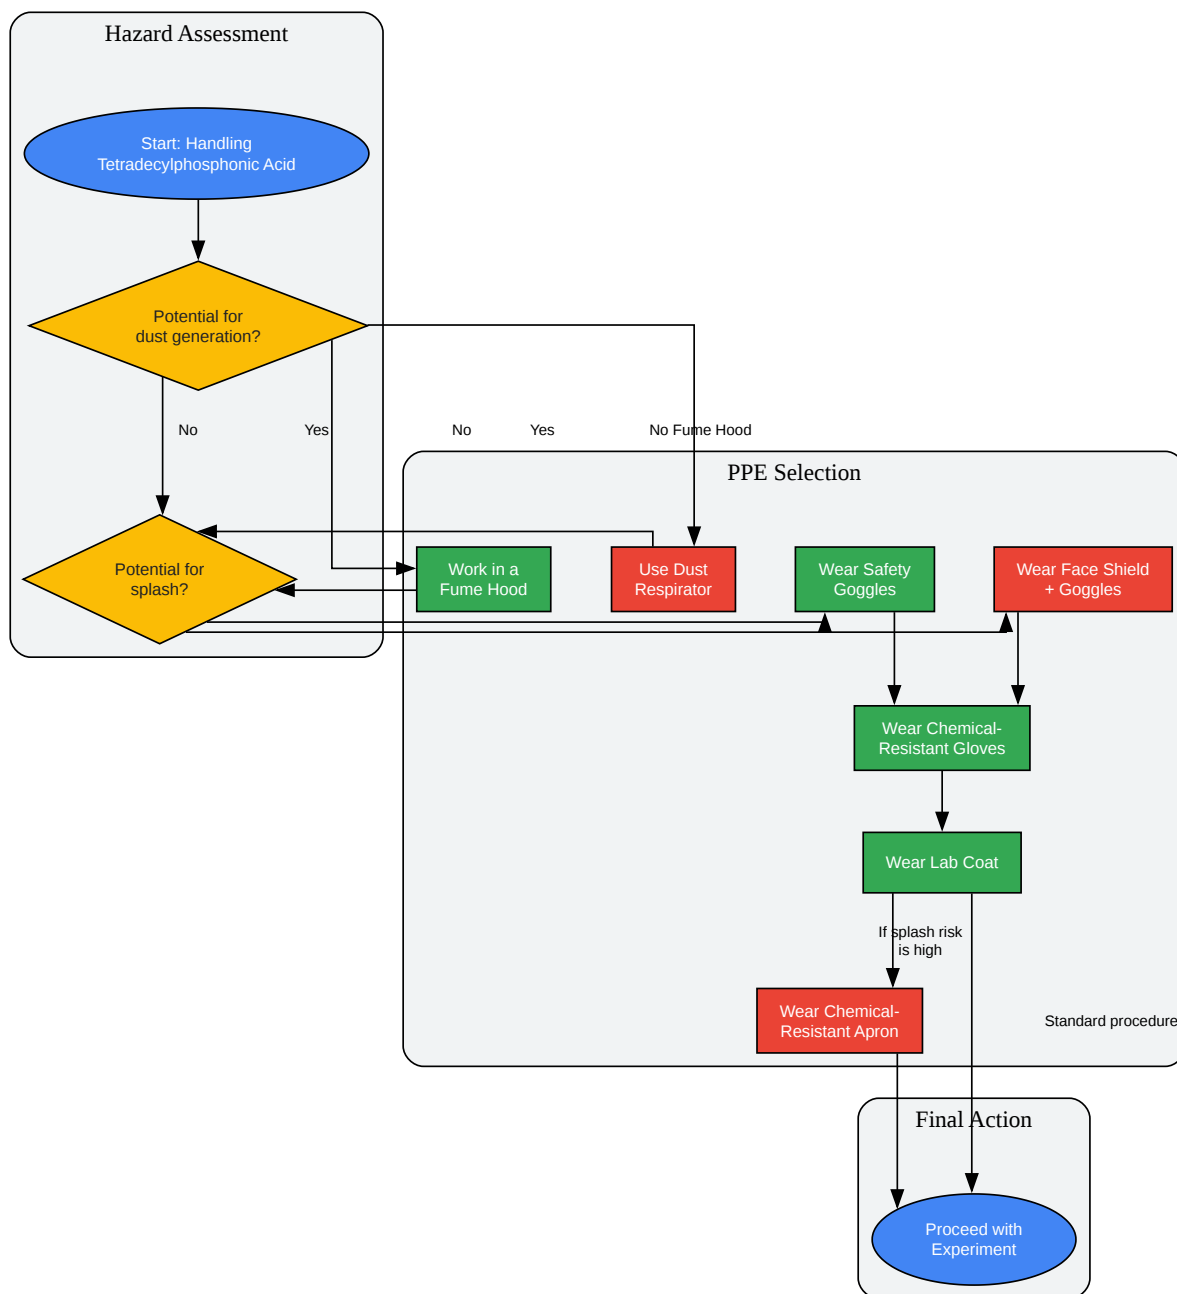 Hazard Assessment
Start: Handling
Tetradecylphosphonic Acid
Potential for
dust generation?
No
Yes
No
Yes
No Fume Hood
PPE Selection
Potential for
splash?
Work in a
Fume Hood
Use Dust
Respirator
Wear Safety
Goggles
Wear Face Shield
+ Goggles
Wear Chemical-
Resistant Gloves
Wear Lab Coat
If splash risk
is high
Wear Chemical-
Resistant Apron
Standard procedure
Final Action
Proceed with
Experiment